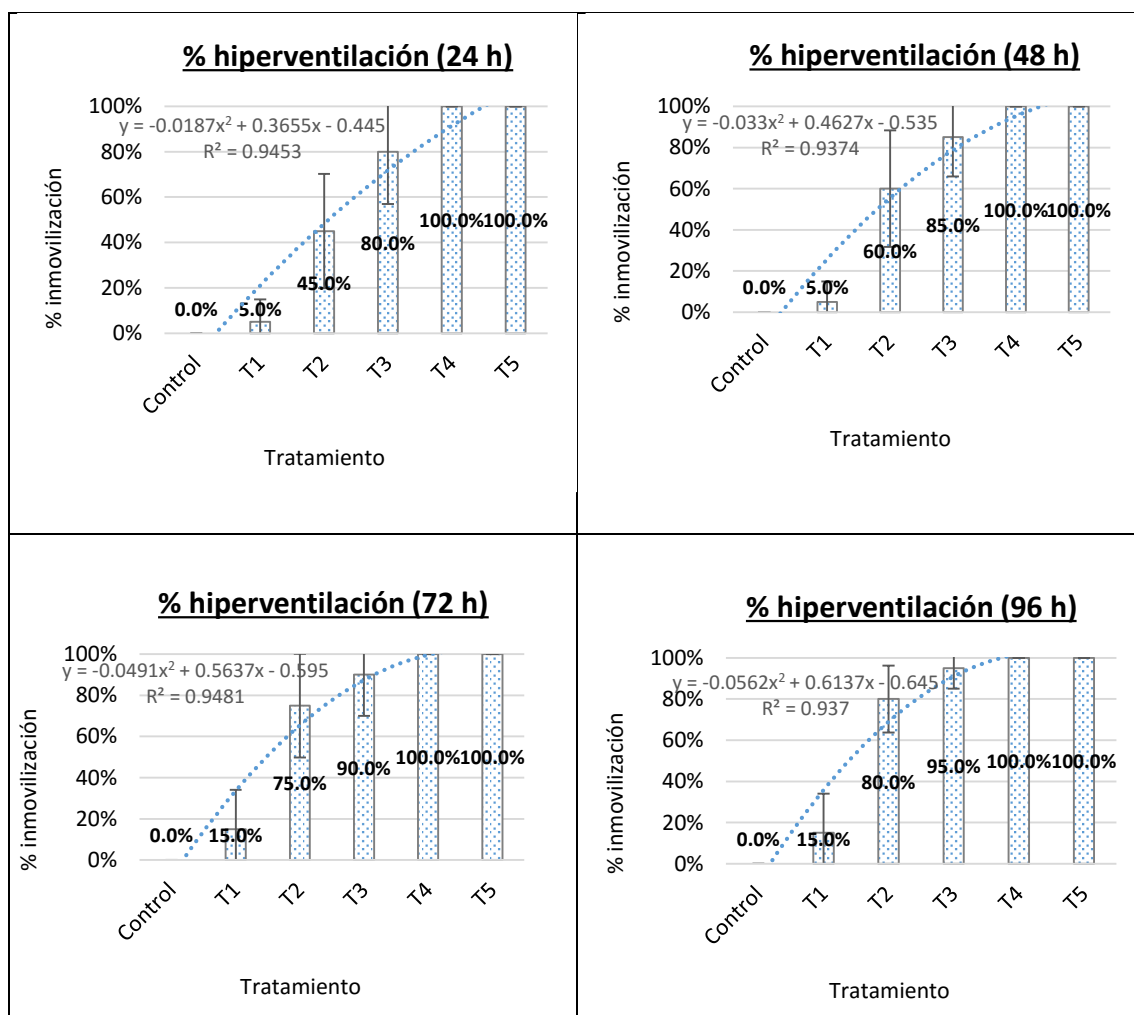 % hiperventilación (24 h)
100%
80%
60%
40%
20%
0%
y = -0.0187x² + 0.3655x - 0.445
R² = 0.9453
0.0%
5.0%
45.0%
80.0%
100.0%
100.0%
Control
T1
T2
T3
T4
T5
% inmovilización
Tratamiento
% hiperventilación (48 h)
100%
80%
60%
40%
20%
0%
y = -0.033x² + 0.4627x - 0.535
R² = 0.9374
0.0%
5.0%
60.0%
85.0%
100.0%
100.0%
Control
T1
T2
T3
T4
T5
% inmovilización
Tratamiento
% hiperventilación (72 h)
100%
80%
60%
40%
20%
0%
y = -0.0491x² + 0.5637x - 0.595
R² = 0.9481
0.0%
15.0%
75.0%
90.0%
100.0%
100.0%
Control
T1
T2
T3
T4
T5
% inmovilización
Tratamiento
% hiperventilación (96 h)
100%
80%
60%
40%
20%
0%
y = -0.0562x² + 0.6137x - 0.645
R² = 0.937
0.0%
15.0%
80.0%
95.0%
100.0%
100.0%
Control
T1
T2
T3
T4
T5
% inmovilización
Tratamiento